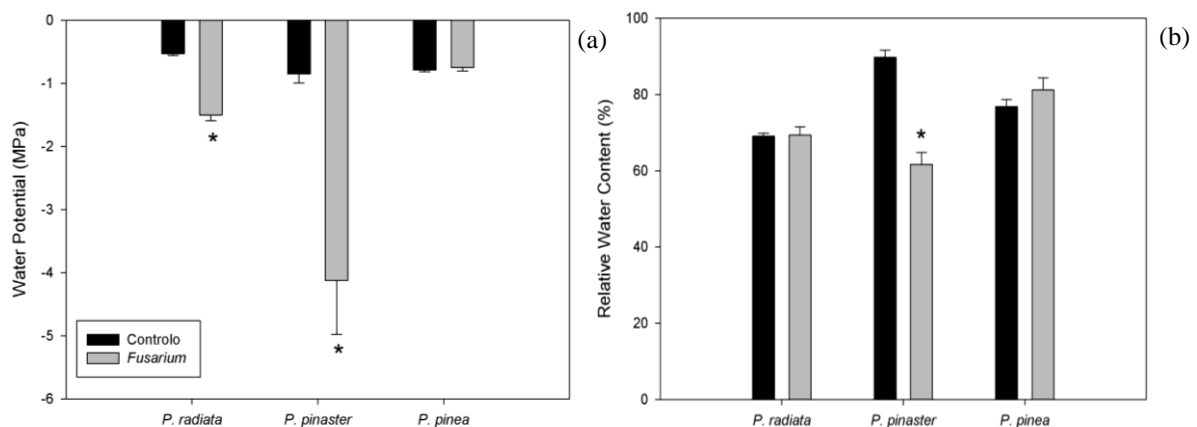 (a)
Water Potential (MPa)
0
-1
-2
-3
-4
-5
-6
*
*
Controlo
Fusarium
P. radiata
P. pinaster
P. pinea
(b)
Relative Water Content (%)
100
80
60
40
20
0
*
P. radiata
P. pinaster
P. pinea